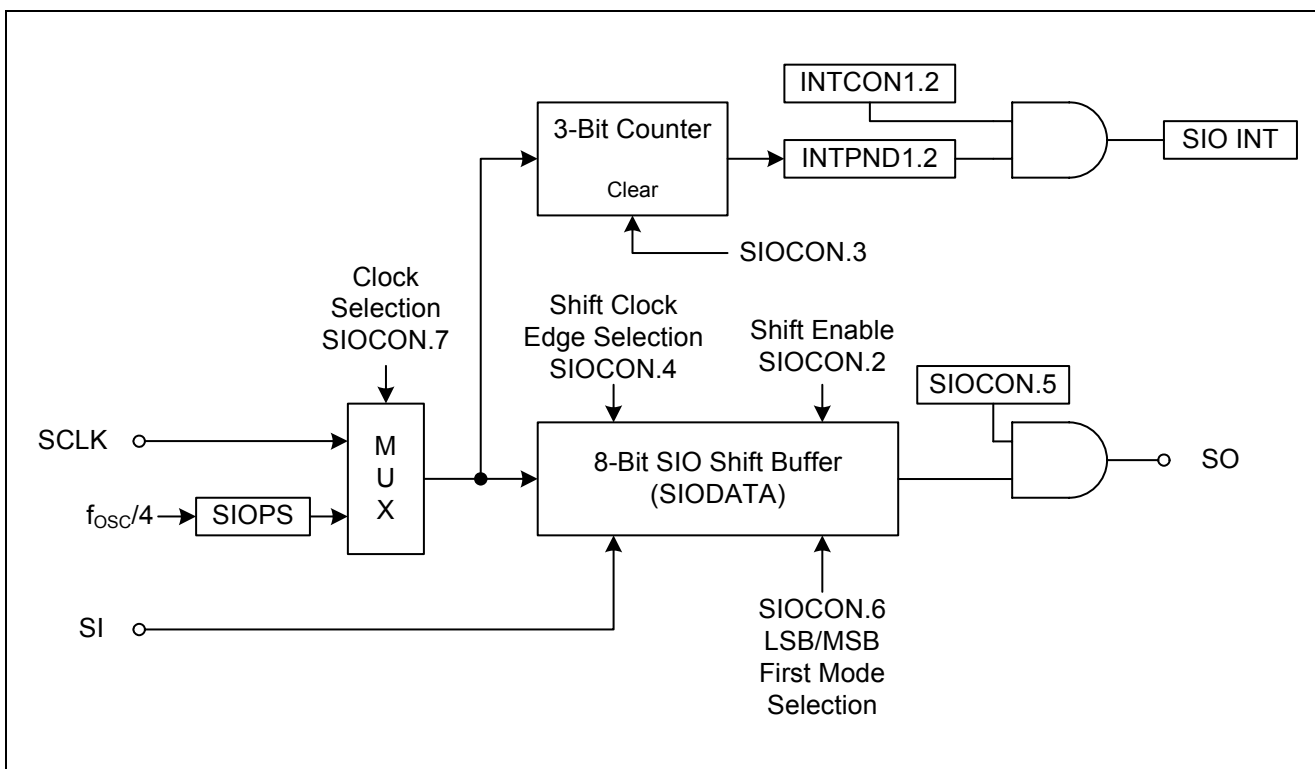 INTCON1.2
3-Bit Counter
INTPND1.2
SIO INT
Clear
SIOCON.3
Clock
Selection
SIOCON.7
Shift Clock
Edge Selection
SIOCON.4
Shift Enable
SIOCON.2
SIOCON.5
SCLK
M
U
X
8-Bit SIO Shift Buffer
(SIODATA)
SO
fOSC/4
SIOPS
SI
SIOCON.6
LSB/MSB
First Mode
Selection